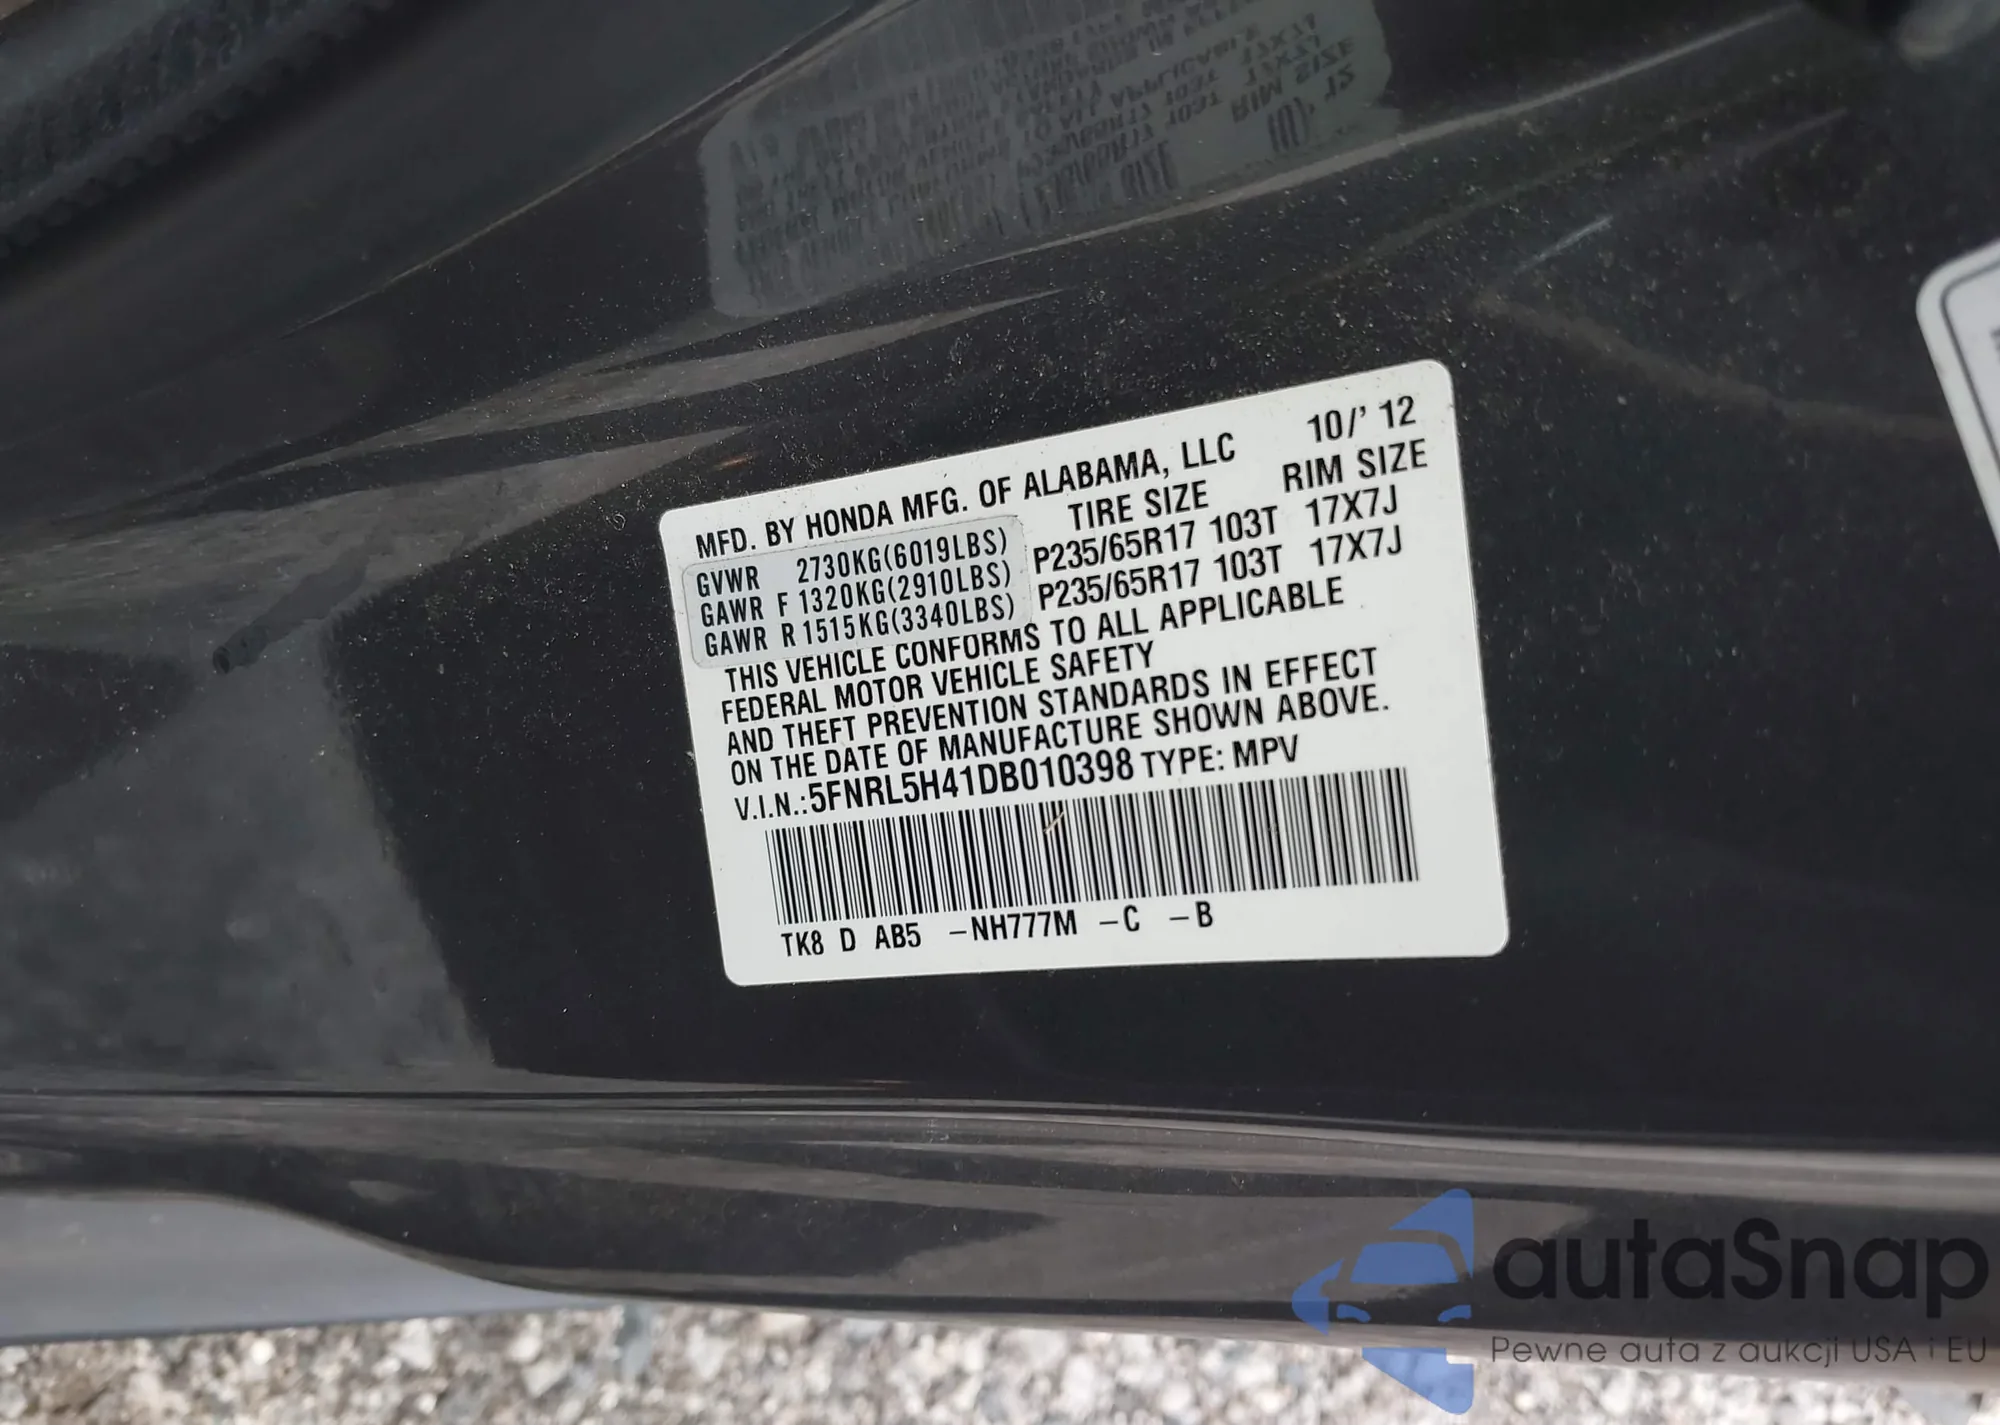 MFD. BY HONDA MFG. OF ALABAMA, LLC 10/' 12
GVWR 2730KG(6019LBS) TIRE SIZE RIM SIZE
GAWR F 1320KG(2910LBS) P235/65R17 103T 17X7J
GAWR R 1515KG(3340LBS) P235/65R17 103T 17X7J
THIS VEHICLE CONFORMS TO ALL APPLICABLE
FEDERAL MOTOR VEHICLE SAFETY
AND THEFT PREVENTION STANDARDS IN EFFECT
ON THE DATE OF MANUFACTURE SHOWN ABOVE.
V.I.N.:5FNRL5H41DB010398 TYPE: MPV
TK8 D AB5 -NH777M -C -B
autaSnap
Pewne auta z aukcji USA i EU